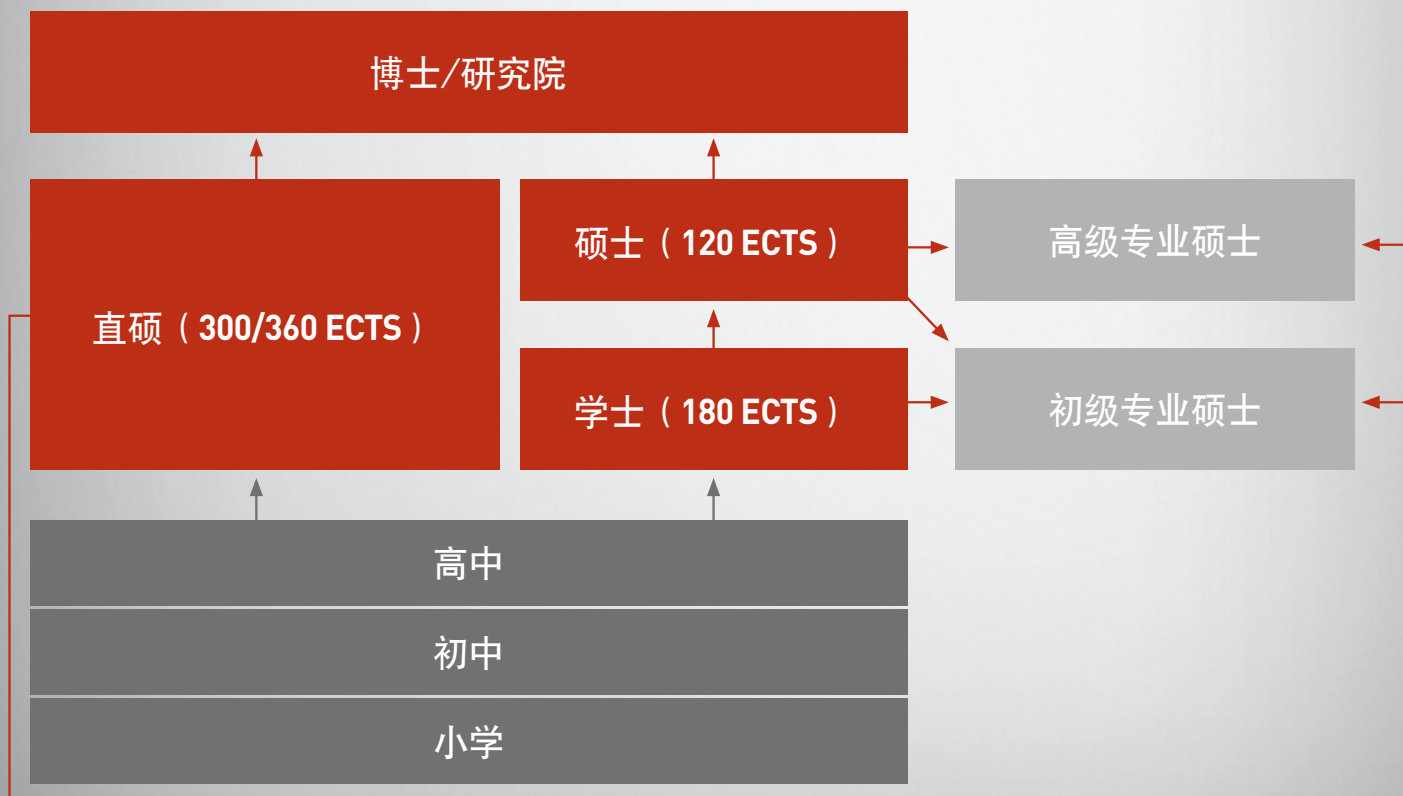 博士/研究院
直硕（300/360 ECTS）
硕士（120 ECTS）
高级专业硕士
学士（180 ECTS）
初级专业硕士
高中
初中
小学